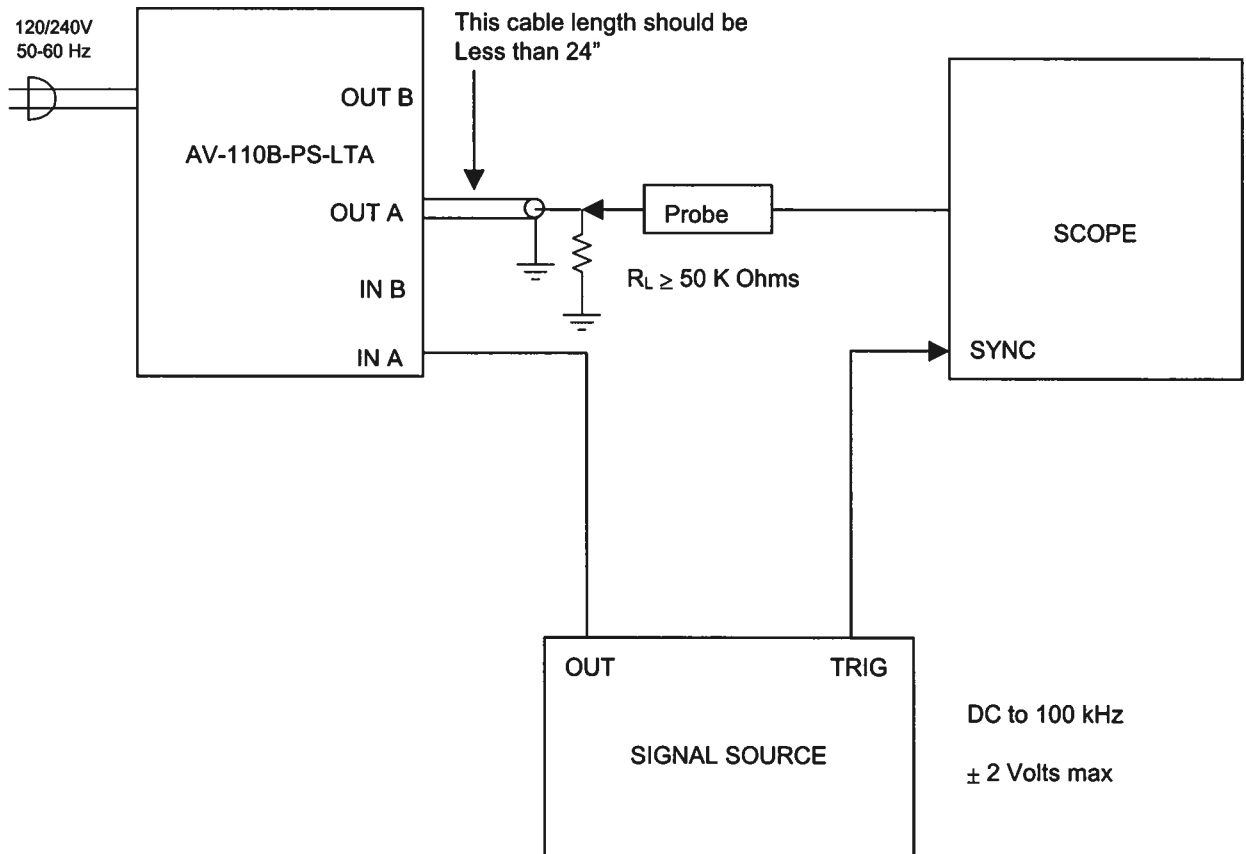 120/240V
50-60 Hz
This cable length should be
Less than 24”
OUT B
AV-110B-PS-LTA
OUT A
Probe
SCOPE
IN B
RL ≥ 50 K Ohms
IN A
SYNC
OUT
TRIG
DC to 100 kHz
SIGNAL SOURCE
± 2 Volts max